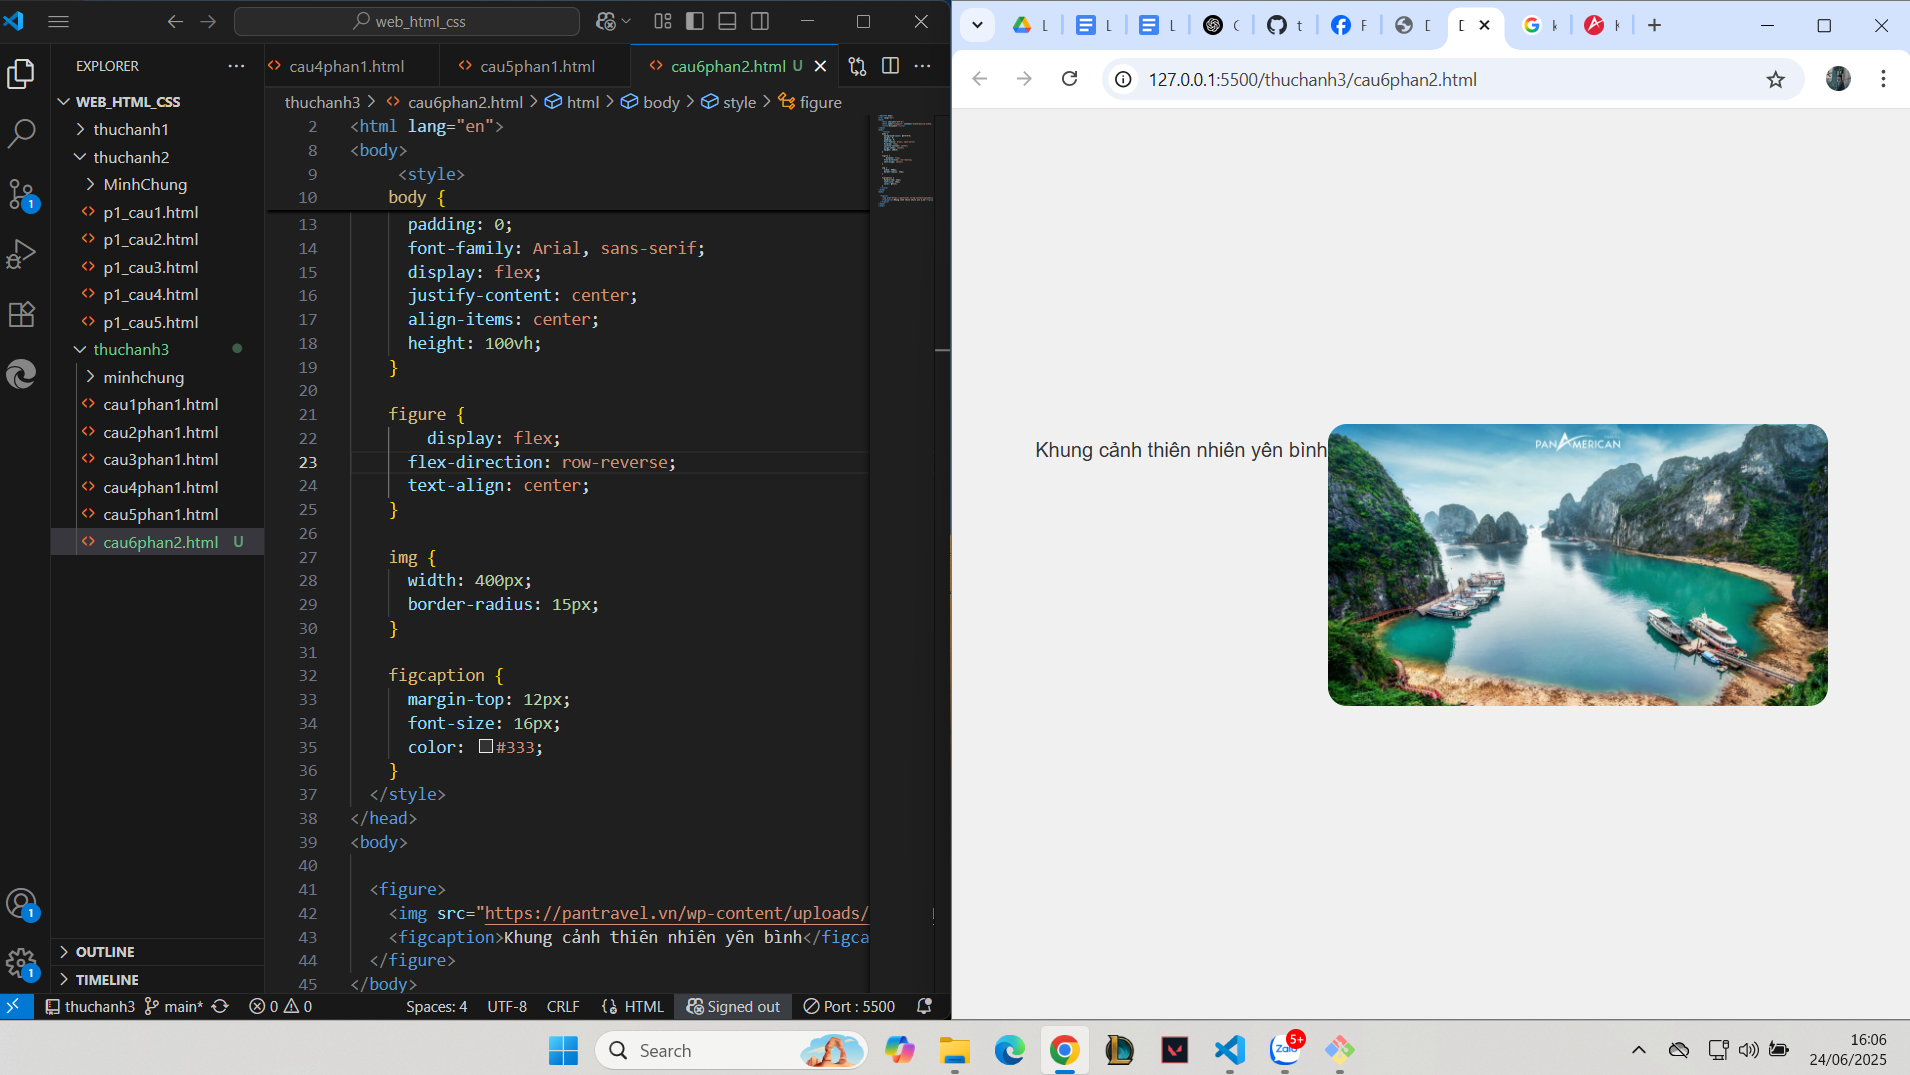 web_html_css
EXPLORER
WEB_HTML_CSS
thuchanh1
thuchanh2
MinhChung
p1_cau1.html
p1_cau2.html
p1_cau3.html
p1_cau4.html
p1_cau5.html
thuchanh3
minhchung
cau1phan1.html
cau2phan1.html
cau3phan1.html
cau4phan1.html
cau5phan1.html
cau6phan2.html U
OUTLINE
TIMELINE
1
1
1
cau4phan1.html cau5phan1.html cau6phan2.html U
thuchanh3 > cau6phan2.html > html > body > style > figure
2 <html lang="en">
8 <body>
9 <style>
10 body {
13 padding: 0;
14 font-family: Arial, sans-serif;
15 display: flex;
16 justify-content: center;
17 align-items: center;
18 height: 100vh;
19 }
20
21 figure {
22 display: flex;
23 flex-direction: row-reverse;
24 text-align: center;
25 }
26
27 img {
28 width: 400px;
29 border-radius: 15px;
30 }
31
32 figcaption {
33 margin-top: 12px;
34 font-size: 16px;
35 color: #333;
36 }
37 </style>
38 </head>
39 <body>
40
41 <figure>
42 <img src="https://pantravel.vn/wp-content/uploads/
43 <figcaption>Khung cảnh thiên nhiên yên bình</figca
44 </figure>
45 </body>
thuchanh3 main* 0 0 Spaces: 4 UTF-8 CRLF HTML Signed out Port : 5500
127.0.0.1:5500/thuchanh3/cau6phan2.html
Khung cảnh thiên nhiên yên bình
PAN AMERICAN
Search
Zalo
5+
16:06
24/06/2025